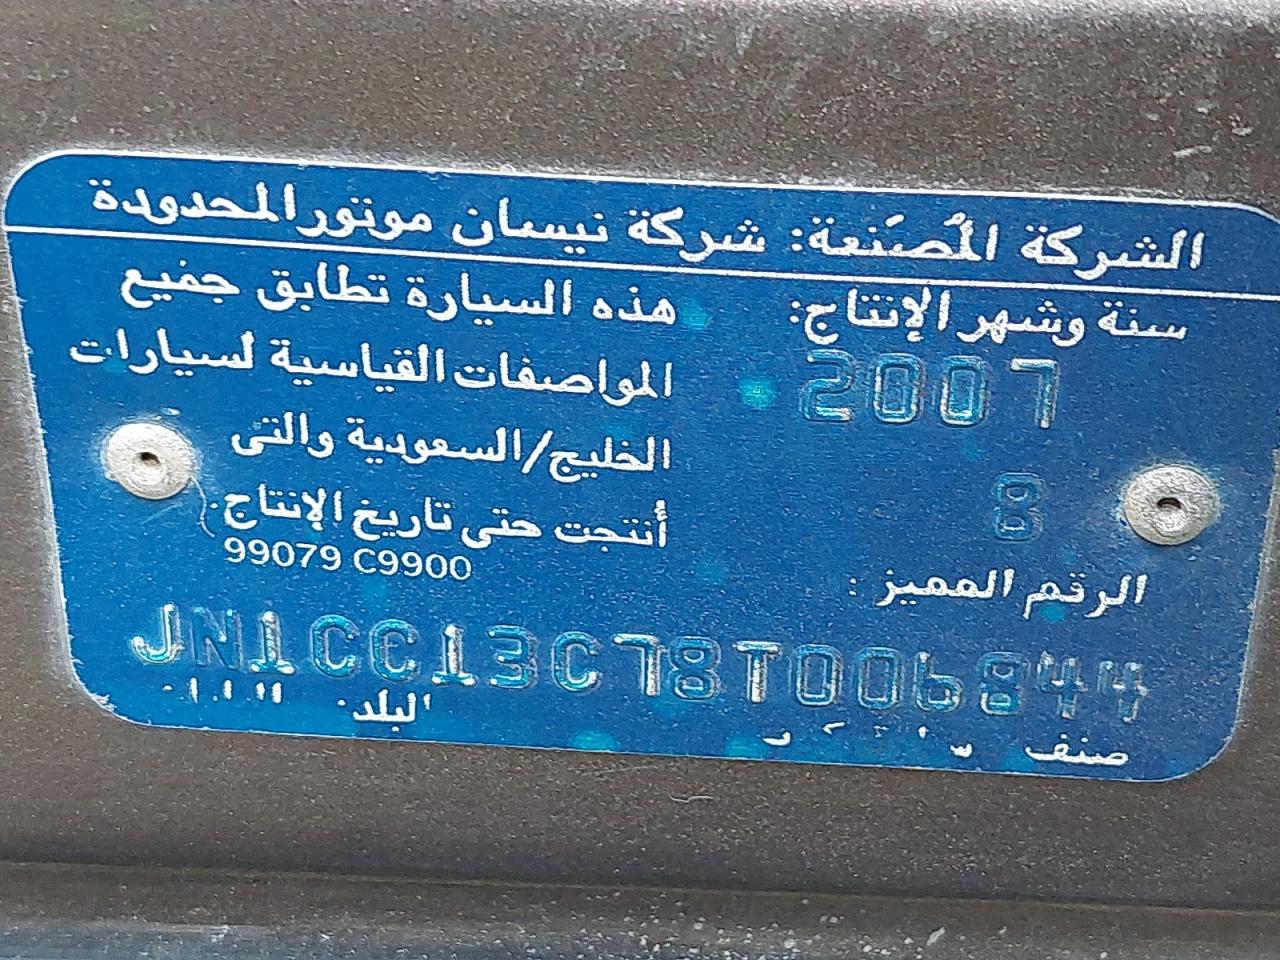 الشركة المُصَنعة: شركة نيسان موتور المحدودة
سنة وشهر الإنتاج:
2007
8
هذه السيارة تطابق جميع
المواصفات القياسية لسيارات
الخليج/السعودية والتى
أنتجت حتى تاريخ الإنتاج.
99079 C9900
الرقم المميز:
JN1CC13C78T006844
صنف
البلد